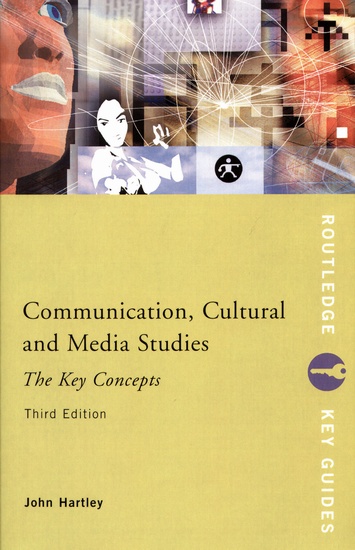 Communication, Cultural
and Media Studies
The Key Concepts
Third Edition
John Hartley
ROUTLEDGE
KEY GUIDES